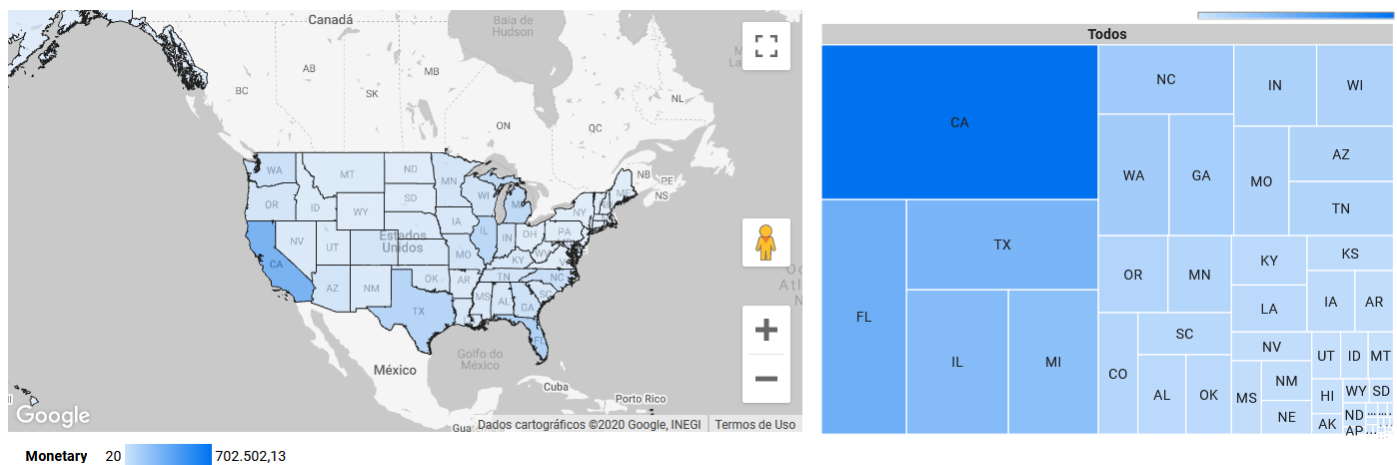 Canadá
Baía de
Hudson
AB
MB
BC
SK
NL
ON
QC
NB
PE
NS
WA
MT
ND
MN
OR
ID
SD
WI
WY
IA
NY
NV
UT
Estados
Unidos
IL
IN
OH
PA
CA
MO
KY
AZ
NM
OK
AR
TN
NC
MS
AL
GA
SC
TX
FL
Golfo do
México
México
Cuba
Porto Rico
Gua
Google
Dados cartográficos ©2020 Google, INEGI
Termos de Uso
Monetary 20 702.502,13
Todos
CA
NC
IN
WI
WA
GA
MO
AZ
TN
FL
TX
IL
MI
OR
MN
KY
KS
LA
IA
AR
CO
SC
AL
OK
NV
MS
NM
NE
UT
ID
MT
HI
WY
SD
AK
ND
AP